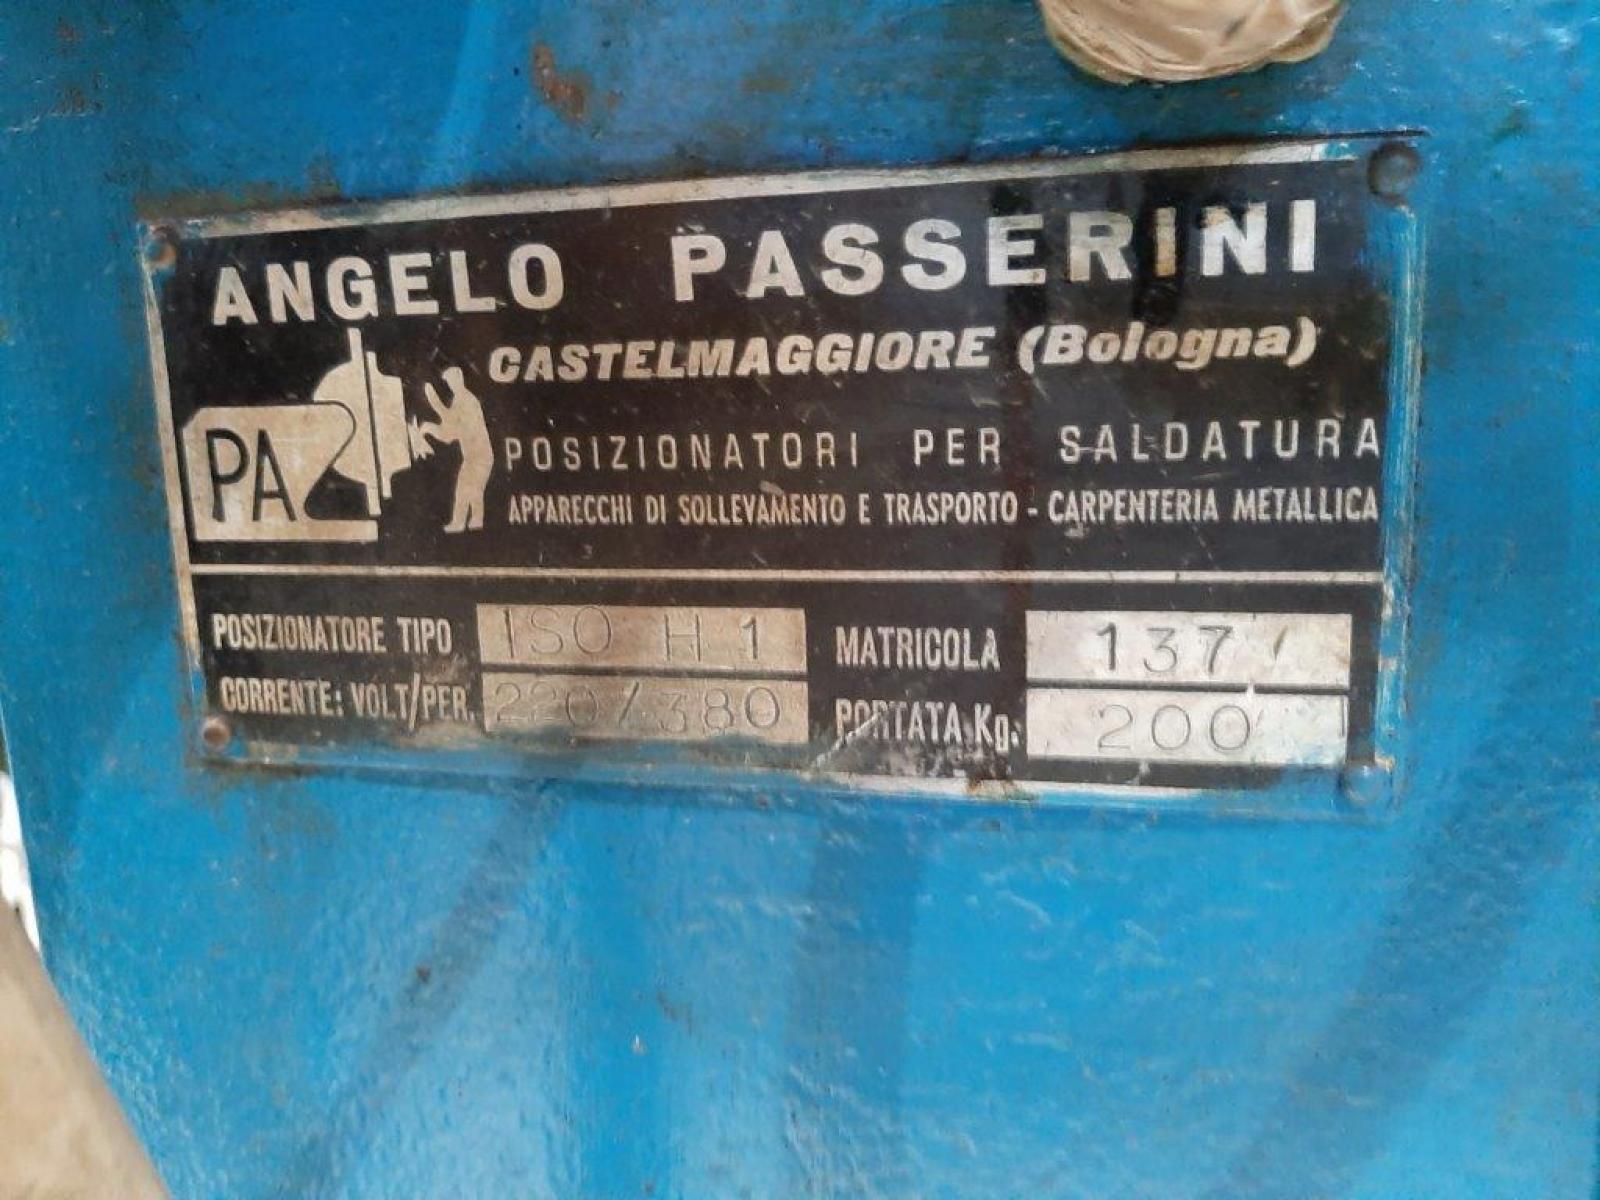 ANGELO PASSERINI
CASTELMAGGIORE (Bologna)
PA
POSIZIONATORI PER SALDATURA
APPARECCHI DI SOLLEVAMENTO E TRASPORTO - CARPENTERIA METALLICA
POSIZIONATORE TIPO ISO H 1 MATRICOLA 137
CORRENTE: VOLT/PER. 220/380 PORTATA Kg. 200